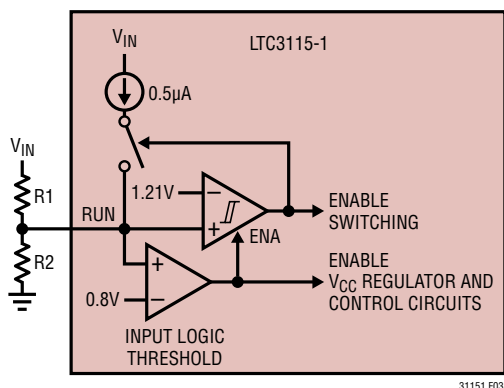 LTC3115-1
VIN
0.5µA
VIN
R1
R2
RUN
1.21V
–
+
ENA
ENABLE
SWITCHING
+
–
0.8V
ENABLE
VCC REGULATOR AND
CONTROL CIRCUITS
INPUT LOGIC
THRESHOLD
31151 F03